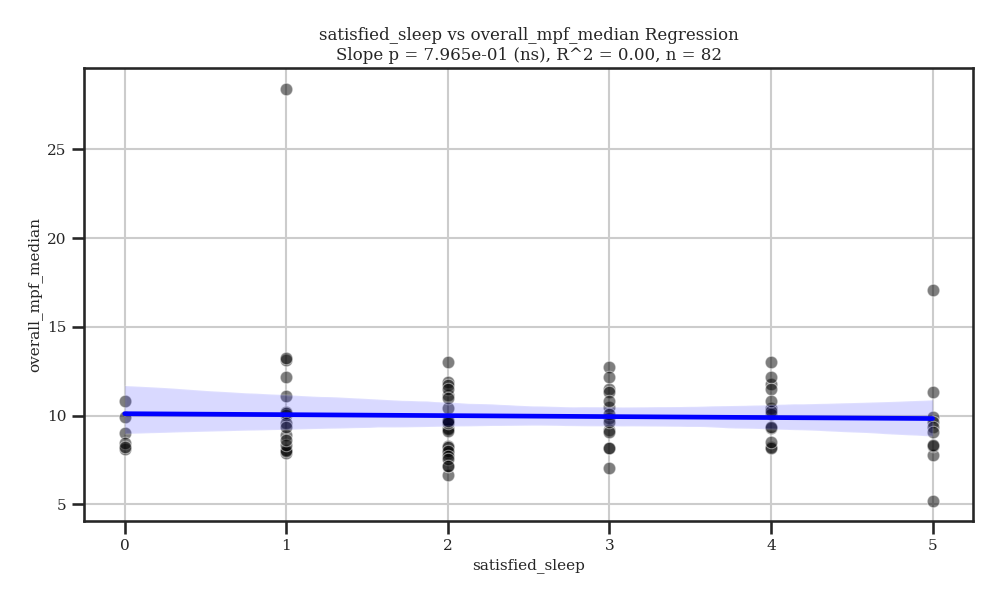 satisfied_sleep vs overall_mpf_median Regression
Slope p = 7.965e-01 (ns), R^2 = 0.00, n = 82
overall_mpf_median
25
20
15
10
5
0
1
2
3
4
5
satisfied_sleep